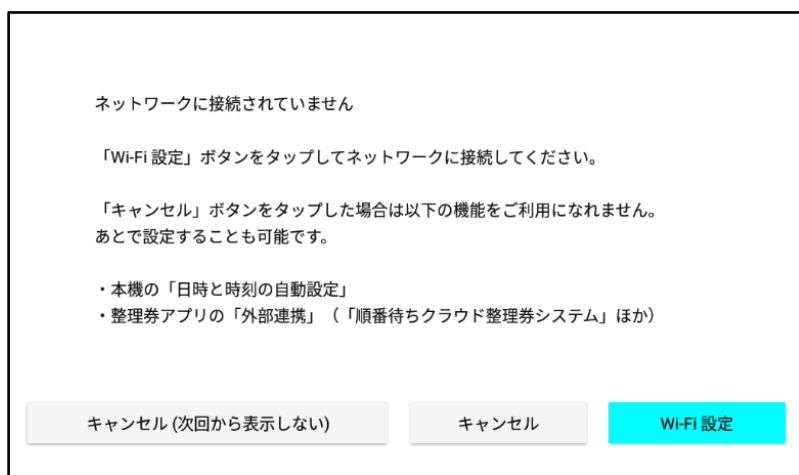 ネットワークに接続されていません
「Wi-Fi 設定」ボタンをタップしてネットワークに接続してください。
「キャンセル」ボタンをタップした場合は以下の機能をご利用になれません。
あとで設定することも可能です。
・本機の「日時と時刻の自動設定」
・整理券アプリの「外部連携」（「順番待ちクラウド整理券システム」ほか）
キャンセル (次回から表示しない)
キャンセル
Wi-Fi 設定